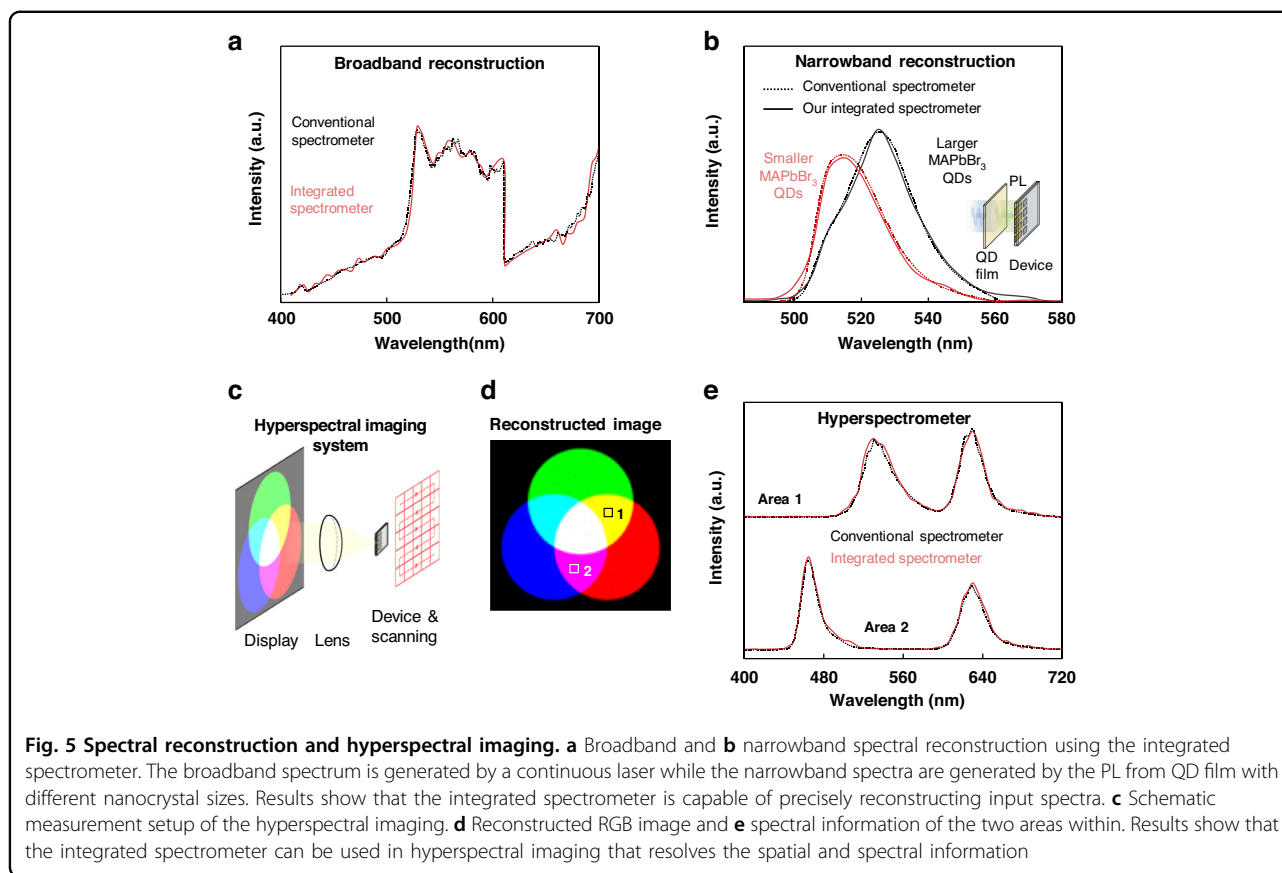 a
Broadband reconstruction
Conventional
spectrometer
Integrated
spectrometer
Intensity (a.u.)
400
500
600
700
Wavelength(nm)
b
Narrowband reconstruction
Conventional spectrometer
Our integrated spectrometer
Smaller
MAPbBr₃
QDs
Larger
MAPbBr₃
QDs
PL
QD
film
Device
Intensity (a.u.)
500
520
540
560
580
Wavelength (nm)
c
Hyperspectral imaging
system
Display
Lens
Device &
scanning
d
Reconstructed image
1
2
e
Hyperspectrometer
Area 1
Conventional spectrometer
Integrated spectrometer
Area 2
Intensity (a.u.)
400
480
560
640
720
Wavelength (nm)
Fig. 5 Spectral reconstruction and hyperspectral imaging. a Broadband and b narrowband spectral reconstruction using the integrated
spectrometer. The broadband spectrum is generated by a continuous laser while the narrowband spectra are generated by the PL from QD film with
different nanocrystal sizes. Results show that the integrated spectrometer is capable of precisely reconstructing input spectra. c Schematic
measurement setup of the hyperspectral imaging. d Reconstructed RGB image and e spectral information of the two areas within. Results show that
the integrated spectrometer can be used in hyperspectral imaging that resolves the spatial and spectral information